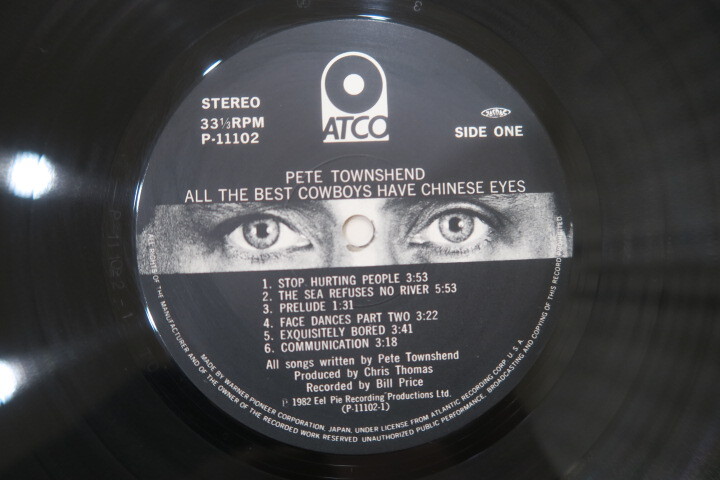 STEREO
33⅓RPM
P-11102
ATCO
SIDE ONE
PETE TOWNSHEND
ALL THE BEST COWBOYS HAVE CHINESE EYES
1. STOP HURTING PEOPLE 3:53
2. THE SEA REFUSES NO RIVER 5:53
3. PRELUDE 1:31
4. FACE DANCES PART TWO 3:22
5. EXQUISITELY BORED 3:41
6. COMMUNICATION 3:18
All songs written by Pete Townshend
Produced by Chris Thomas
Recorded by Bill Price
℗ 1982 Eel Pie Recording Productions Ltd.
(P-11102-1)
MADE BY WARNER-PIONEER CORPORATION, JAPAN, UNDER LICENSE FROM ATLANTIC RECORDING CORP. U.S.A.
ALL RIGHTS OF THE MANUFACTURER AND OF THE OWNER OF THE RECORDED WORK RESERVED UNAUTHORIZED PUBLIC PERFORMANCE, BROADCASTING AND COPYING OF THIS RECORD PROHIBITED